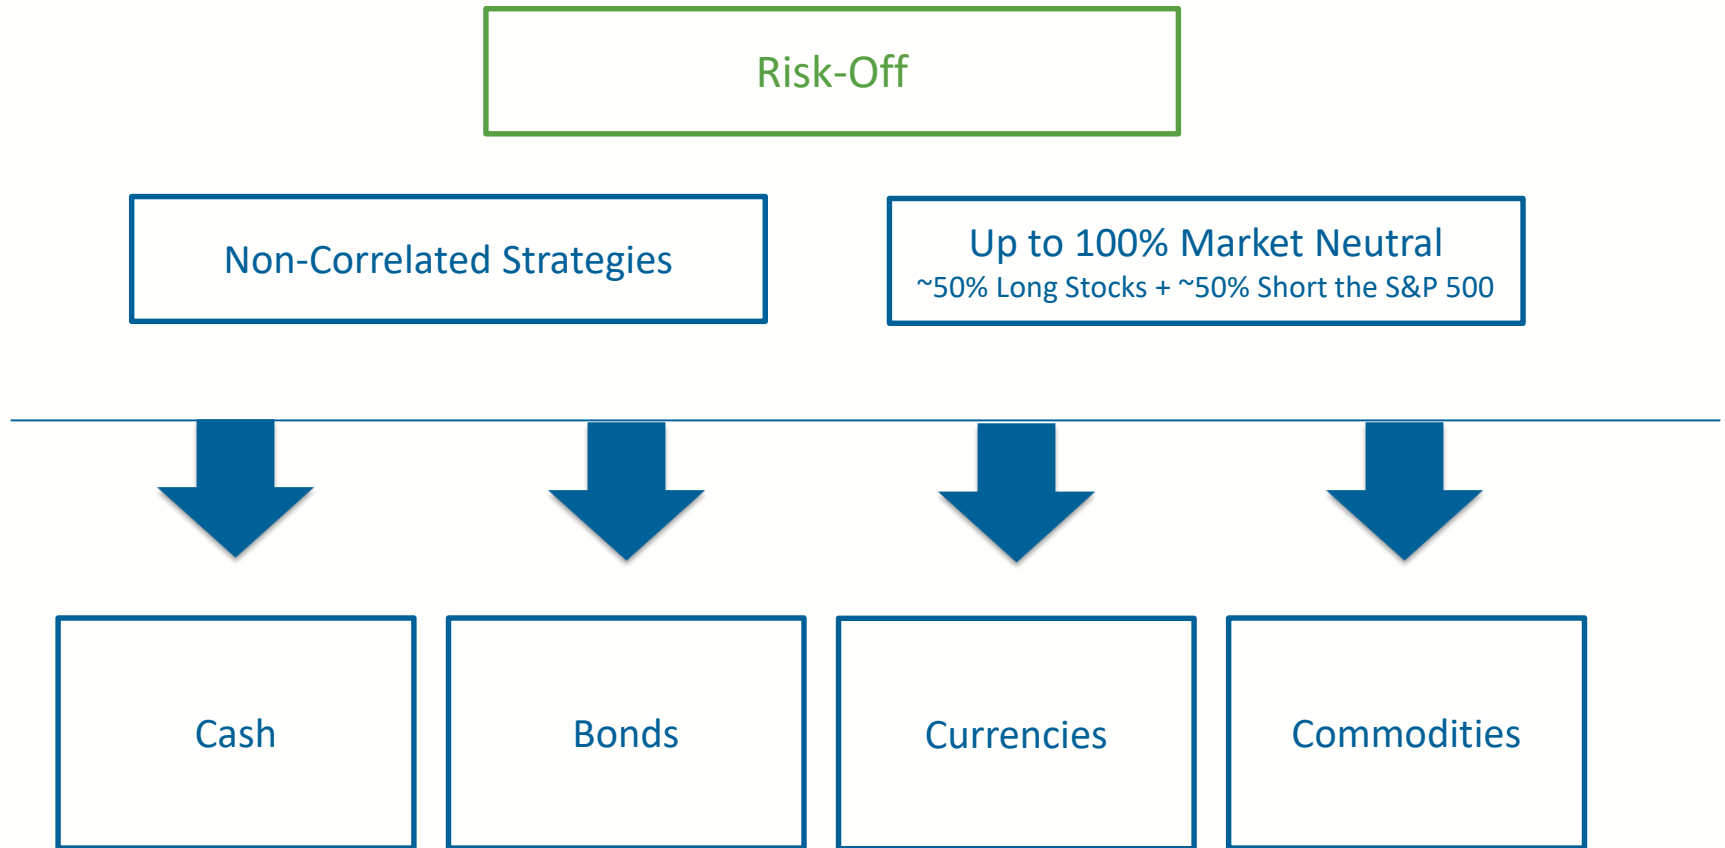 Risk-Off
Non-Correlated Strategies
Up to 100% Market Neutral
~50% Long Stocks + ~50% Short the S&P 500
Cash
Bonds
Currencies
Commodities